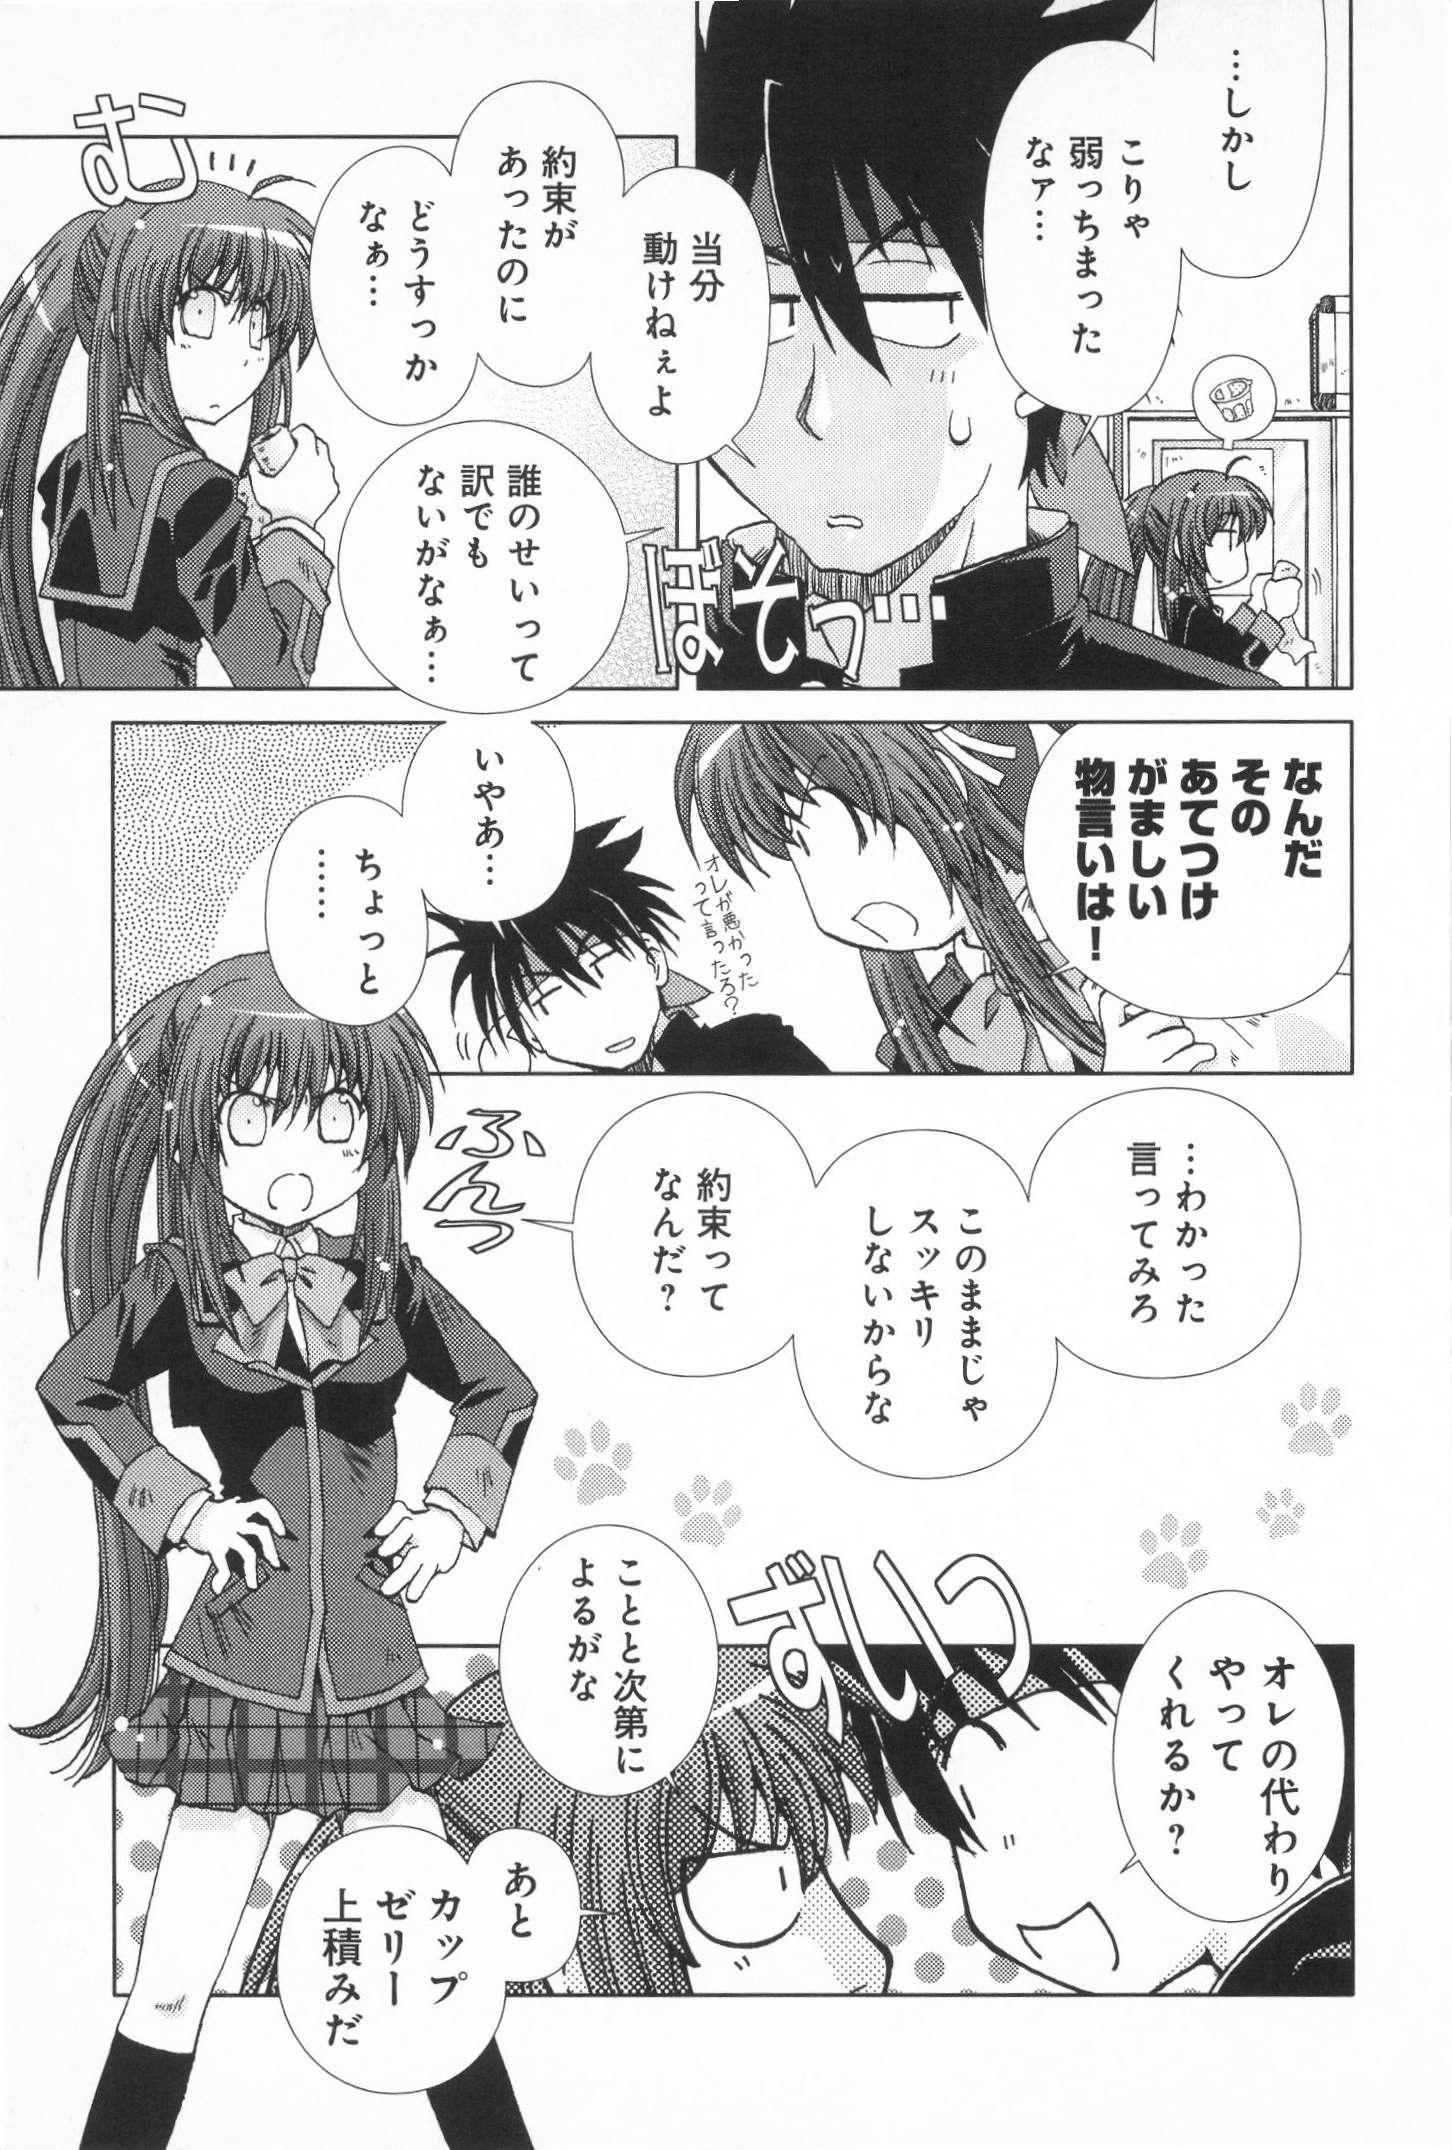 …しかし
こりゃ
弱っちまった
なァ…
当分
動けねぇよ
約束が
あったのに
どうすっか
なぁ…
む
誰のせいって
訳でも
ないがなぁ…
ぼそっ…
なんだ
その
あてつけ
がましい
物言いは!
オレが悪かった
って言ったろ?
いやあ…
ちょっと
……
…わかった
言ってみろ
このままじゃ
スッキリ
しないからな
約束って
なんだ?
ふんっ
オレの代わり
やって
くれるか?
ずいっ
ことと次第に
よるがな
あと
カップ
ゼリー
上積みだ